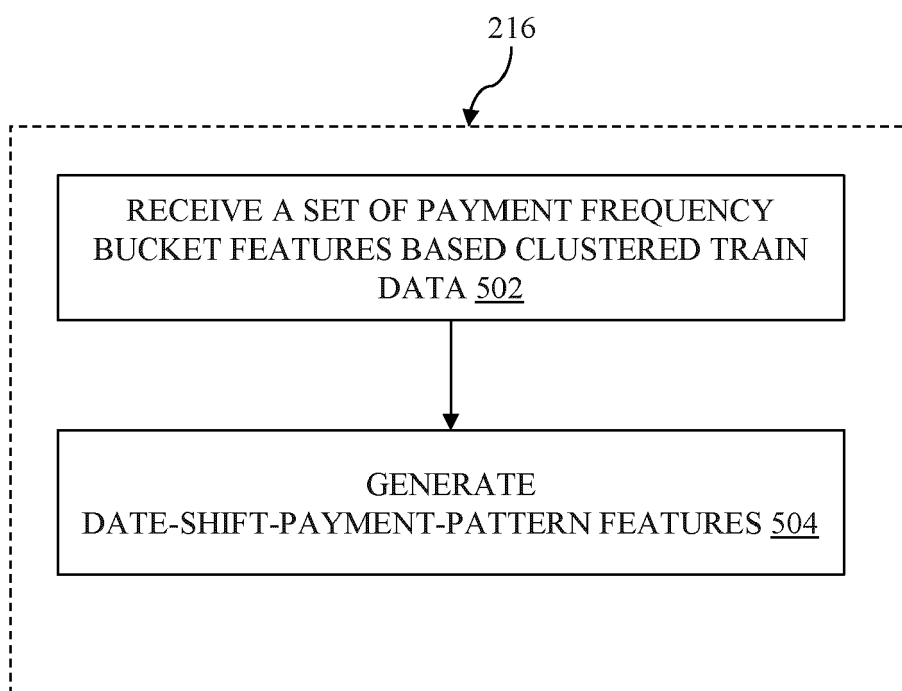 216
RECEIVE A SET OF PAYMENT FREQUENCY
BUCKET FEATURES BASED CLUSTERED TRAIN
DATA 502
GENERATE
DATE-SHIFT-PAYMENT-PATTERN FEATURES 504